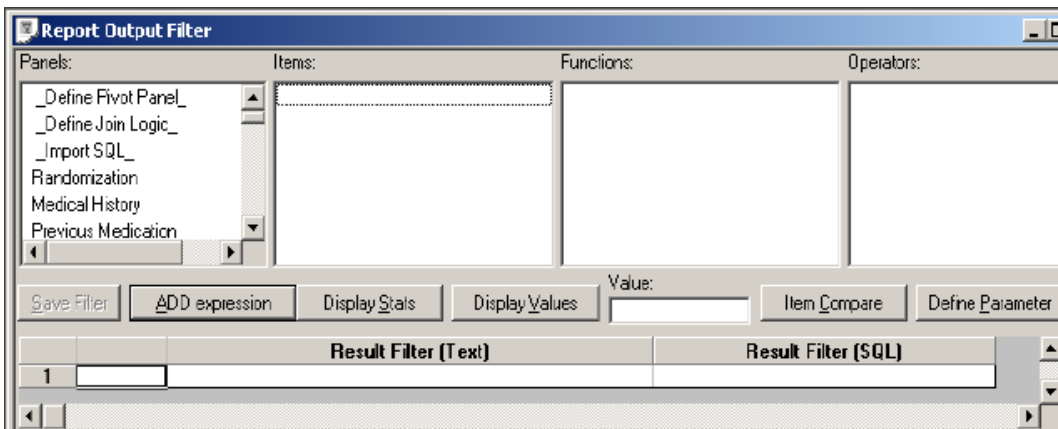 Report Output Filter
Panels: Items: Functions: Operators:
_Define Pivot Panel_
_Define Join Logic_
_Import SQL_
Randomization
Medical History
Previous Medication
Value:
Save Filter ADD expression Display Stats Display Values Item Compare Define Parameter
Result Filter (Text) Result Filter (SQL)
1